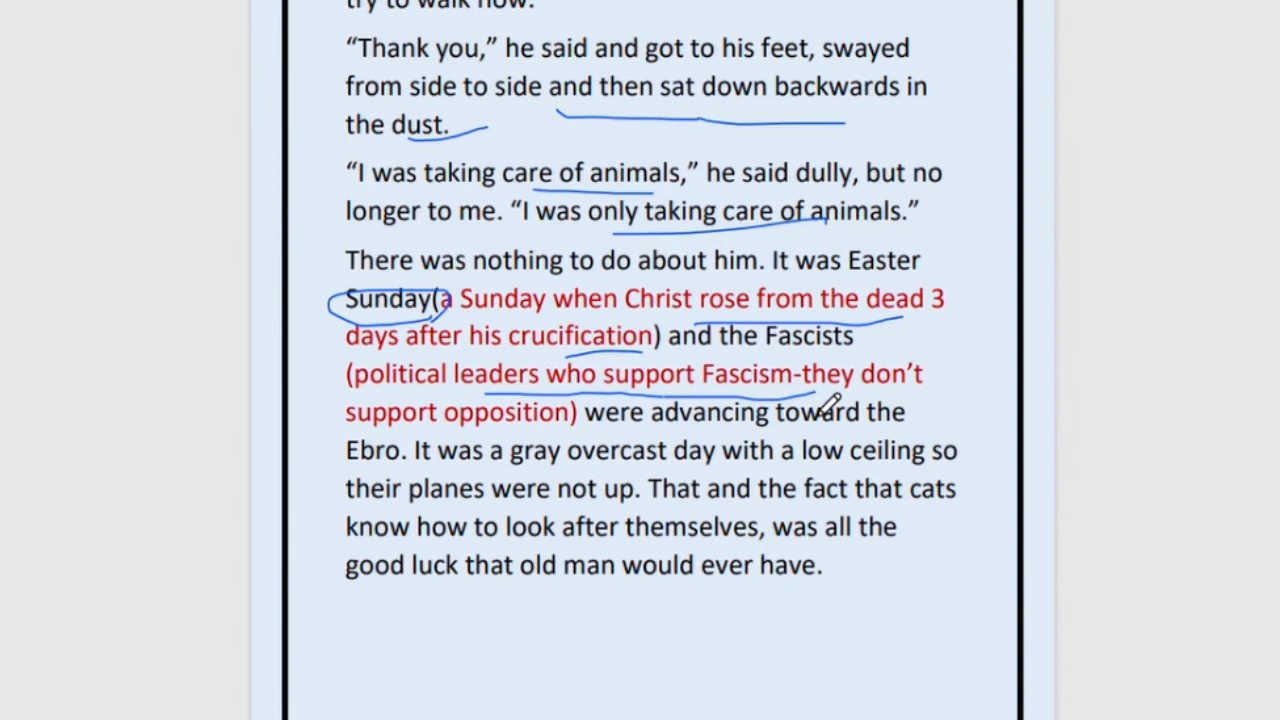 try to walk now."
“Thank you,” he said and got to his feet, swayed
from side to side and then sat down backwards in
the dust.
“I was taking care of animals,” he said dully, but no
longer to me. “I was only taking care of animals.”
There was nothing to do about him. It was Easter
Sunday(a Sunday when Christ rose from the dead 3
days after his crucification) and the Fascists
(political leaders who support Fascism-they don’t
support opposition) were advancing toward the
Ebro. It was a gray overcast day with a low ceiling so
their planes were not up. That and the fact that cats
know how to look after themselves, was all the
good luck that old man would ever have.